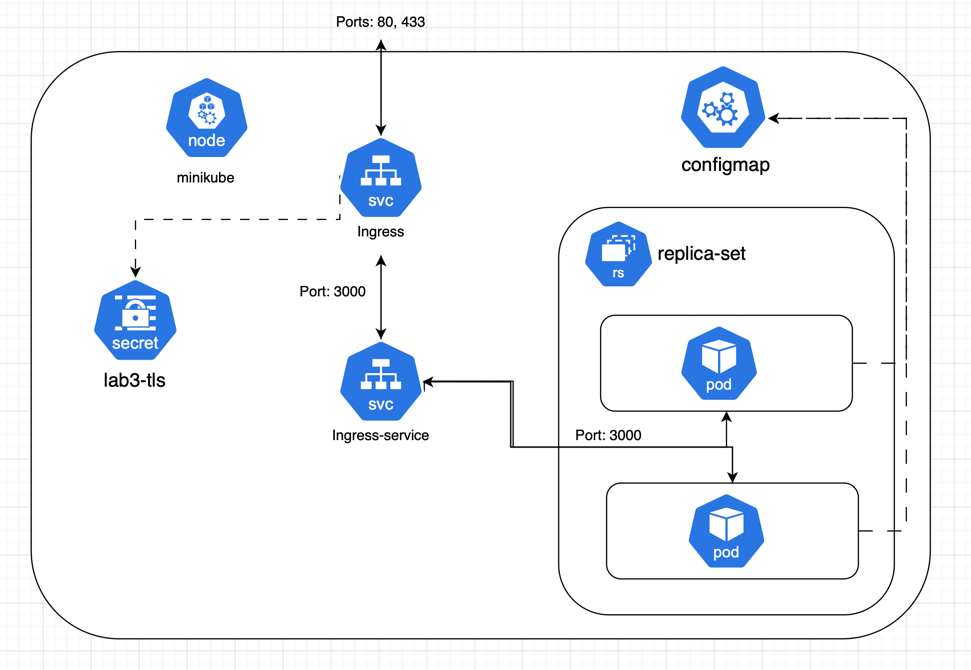 Ports: 80, 433
node
minikube
svc
Ingress
configmap
rs
replica-set
Port: 3000
secret
lab3-tls
pod
svc
Ingress-service
Port: 3000
pod